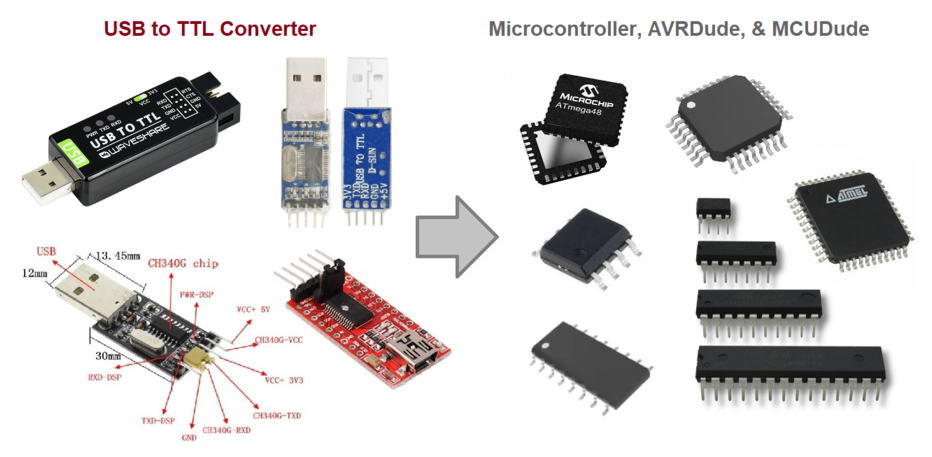 USB to TTL Converter
Microcontroller, AVRDude, & MCUDude
5V 3V3
VCC
RXD
TXD
GND
VCC
RTS
CTS
GND
5V
PWR TXD RXD
USB TO TTL
WAVESHARE
USB
3V3
TXD
RXD
GND
+5V
USB TO TTL
D-SUN
MICROCHIP
ATmega48
ATMEL
USB
13.45mm
12mm
CH340G chip
PWR-DSP
VCC+ 5V
CH340G-VCC
30mm
RXD-DSP
VCC+ 3V3
CH340G-TXD
TXD-DSP
CH340G-RXD
GND